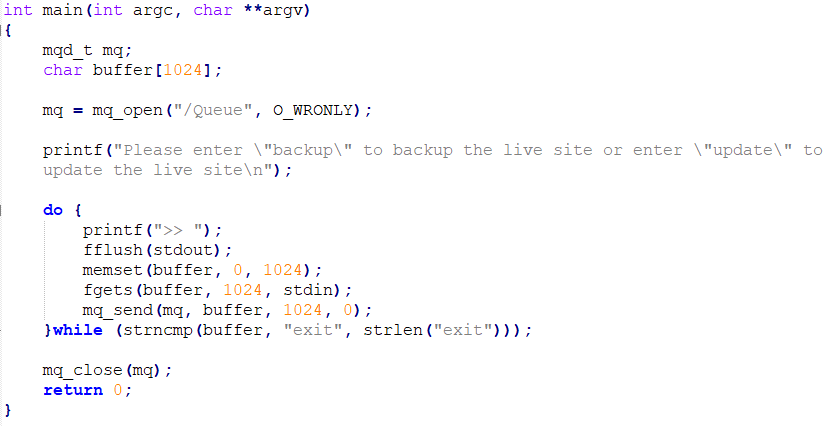 int main(int argc, char **argv)
{
    mqd_t mq;
    char buffer[1024];

    mq = mq_open("/Queue", O_WRONLY);

    printf("Please enter \"backup\" to backup the live site or enter \"update\" to
    update the live site\n");

    do {
        printf(">> ");
        fflush(stdout);
        memset(buffer, 0, 1024);
        fgets(buffer, 1024, stdin);
        mq_send(mq, buffer, 1024, 0);
    }while (strncmp(buffer, "exit", strlen("exit")));

    mq_close(mq);
    return 0;
}